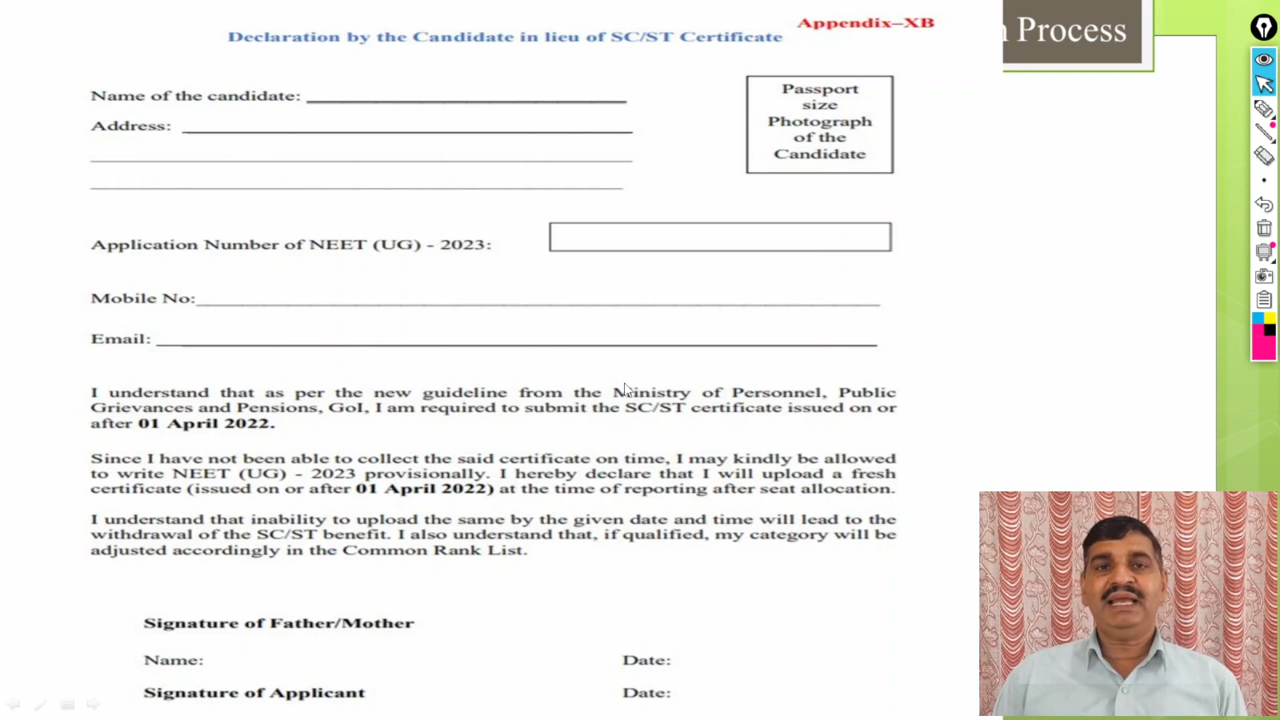 Appendix–XB
n Process
Declaration by the Candidate in lieu of SC/ST Certificate
Name of the candidate:
Passport
size
Photograph
of the
Candidate
Address:
Application Number of NEET (UG) - 2023:
Mobile No:
Email:
I understand that as per the new guideline from the Ministry of Personnel, Public
Grievances and Pensions, GoI, I am required to submit the SC/ST certificate issued on or
after 01 April 2022.
Since I have not been able to collect the said certificate on time, I may kindly be allowed
to write NEET (UG) - 2023 provisionally. I hereby declare that I will upload a fresh
certificate (issued on or after 01 April 2022) at the time of reporting after seat allocation.
I understand that inability to upload the same by the given date and time will lead to the
withdrawal of the SC/ST benefit. I also understand that, if qualified, my category will be
adjusted accordingly in the Common Rank List.
Signature of Father/Mother
Name: Date:
Signature of Applicant Date: